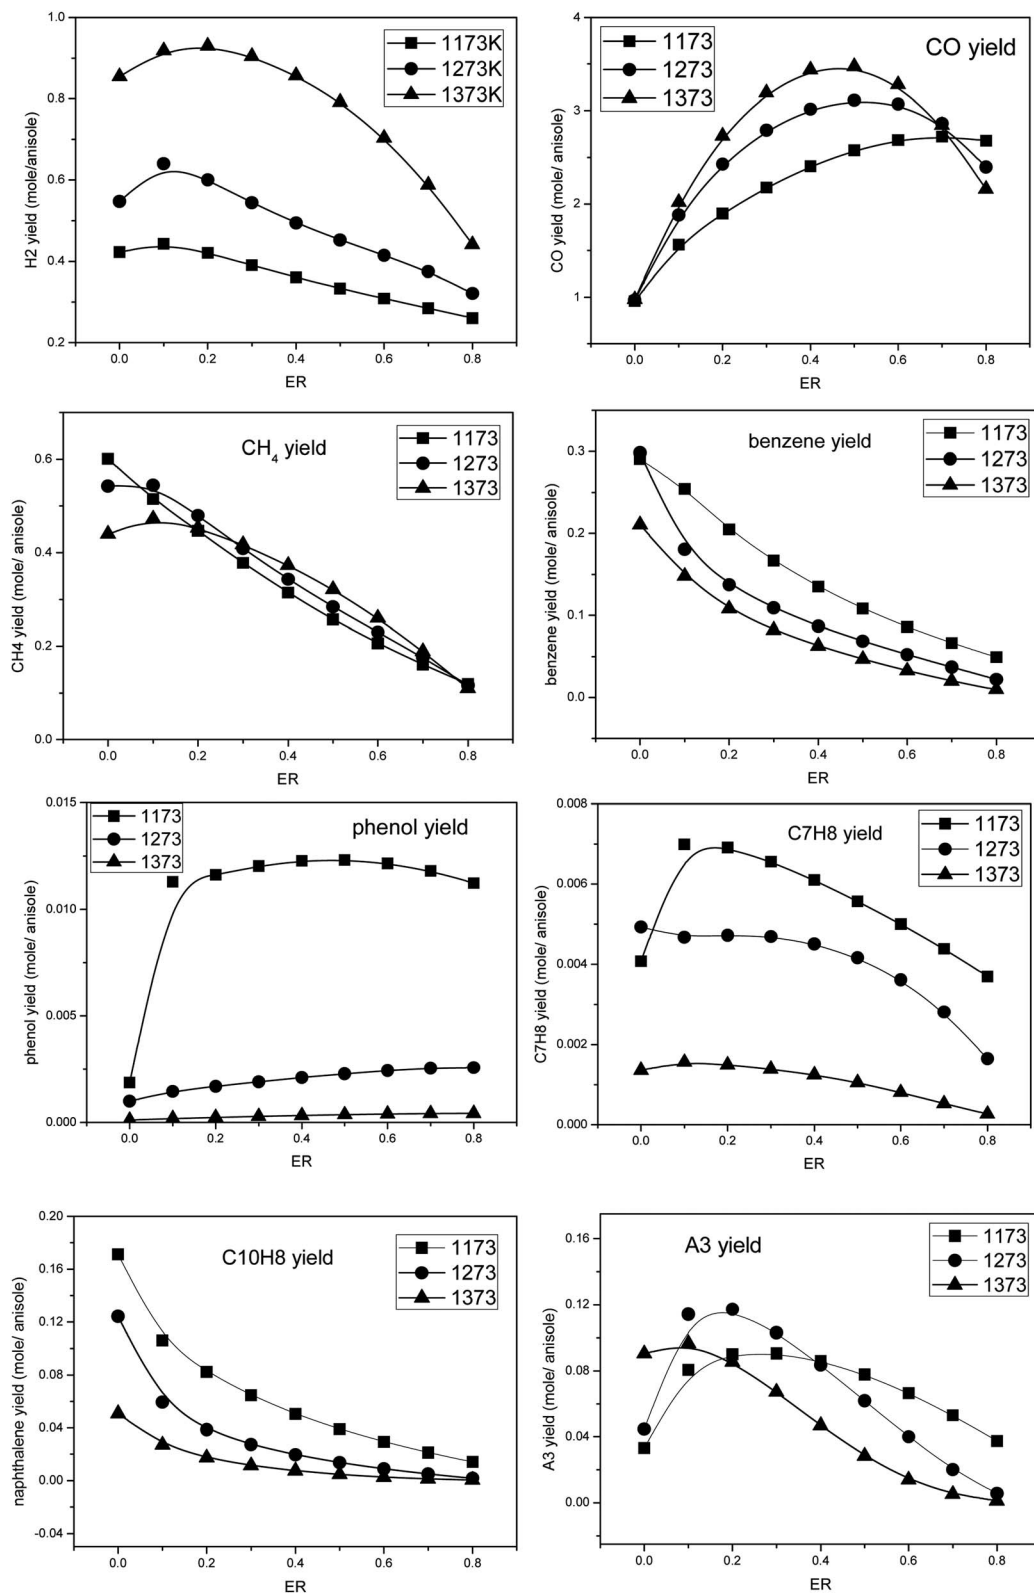 1.0
0.8
0.6
0.4
0.2
H2 yield (mole/anisole)
1173K
1273K
1373K
0.0 0.2 0.4 0.6 0.8
ER
4
3
2
1
CO yield (mole/ anisole)
1173
1273
1373
CO yield
0.0 0.2 0.4 0.6 0.8
ER
0.6
0.4
0.2
0.0
CH4 yield (mole/ anisole)
CH₄ yield
1173
1273
1373
0.0 0.2 0.4 0.6 0.8
ER
0.3
0.2
0.1
0.0
benzene yield (mole/ anisole)
benzene yield
1173
1273
1373
0.0 0.2 0.4 0.6 0.8
ER
0.015
0.010
0.005
0.000
phenol yield (mole/ anisole)
1173
1273
1373
phenol yield
0.0 0.2 0.4 0.6 0.8
ER
0.008
0.006
0.004
0.002
0.000
C7H8 yield (mole/ anisole)
C7H8 yield
1173
1273
1373
0.0 0.2 0.4 0.6 0.8
ER
0.20
0.16
0.12
0.08
0.04
0.00
-0.04
naphthalene yield (mole/ anisole)
C10H8 yield
1173
1273
1373
0.0 0.2 0.4 0.6 0.8
ER
0.16
0.12
0.08
0.04
0.00
A3 yield (mole/ anisole)
A3 yield
1173
1273
1373
0.0 0.2 0.4 0.6 0.8
ER